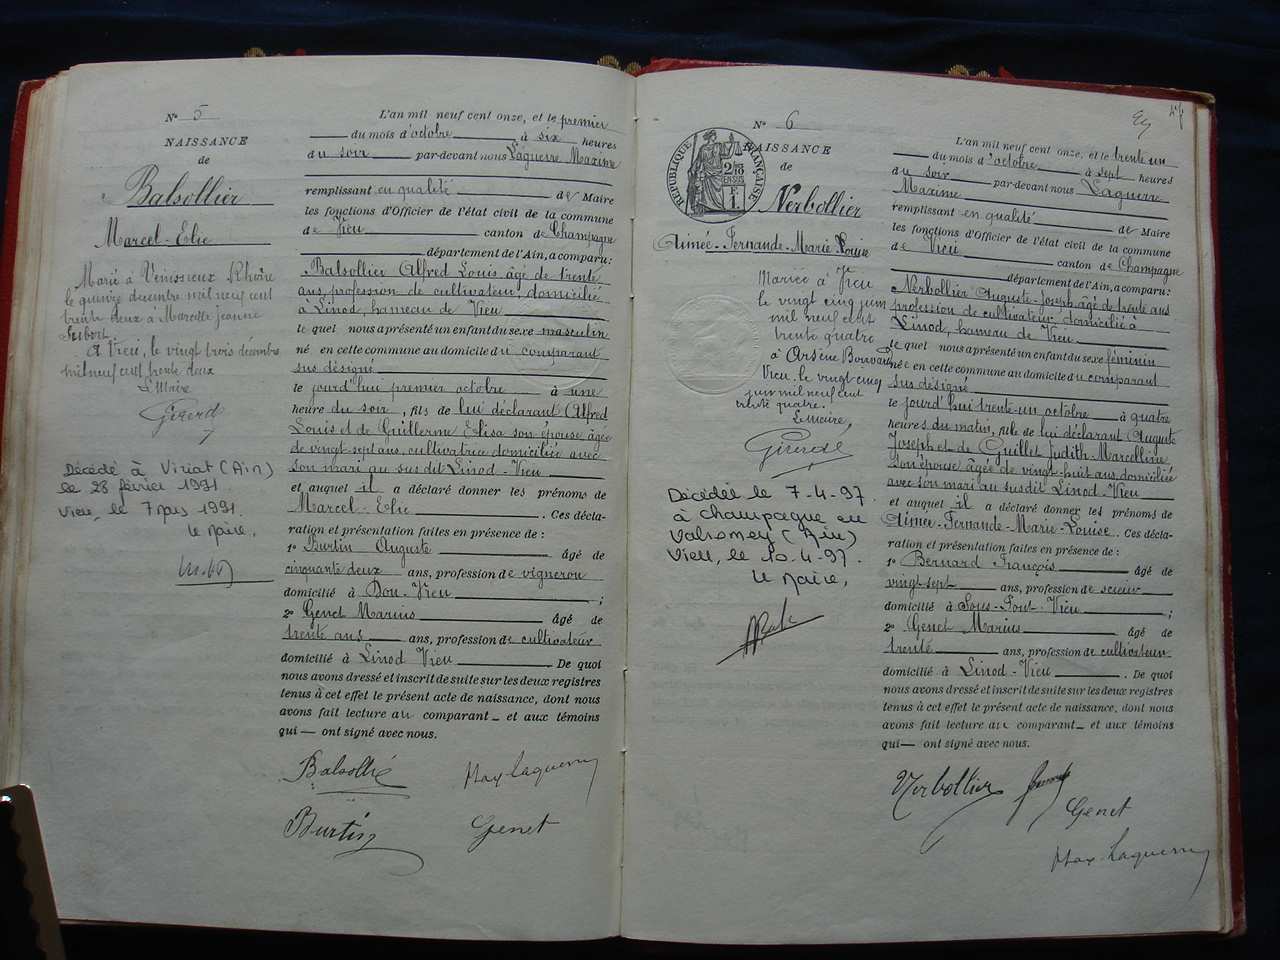 N° 5
NAISSANCE
de
Balsollier
Marcel-Elie
Marié à Vénissieux Rhône
le quinze décembre mil neuf cent
trente deux à Marcelle Jeanne
A Vieu, le vingt trois décembre
mil neuf cent trente deux
Le Maire
Girerd
Décédé à Viriat (Ain)
le 28 février 1991.
Vieu, le 7 mars 1991.
Le Maire,
L'an mil neuf cent onze, et le premier
du mois d'octobre à six heures
du soir par-devant nous Laguerre Maxime
remplissant en qualité de Maire
les fonctions d'Officier de l'état civil de la commune
de Vieu canton de Champagne
département de l'Ain, a comparu :
Balsollier Alfred Louis âgé de trente
ans, profession de cultivateur, domicilié
à Linod, hameau de Vieu
lequel nous a présenté un enfant du sexe masculin
né en cette commune au domicile du comparant
sus désigné
le jourd'hui premier octobre à une
heure du soir, fils de lui déclarant (Alfred
Louis et de Guillerme Elisa son épouse âgée
de vingt-sept ans, cultivatrice domiciliée avec
son mari au susdit Linod-Vieu
et auquel il a déclaré donner les prénoms de
Marcel-Elie. Ces décla-
ration et présentation faites en présence de :
1° Burtin Auguste âgé de
cinquante deux ans, profession de vigneron
domicilié à Don-Vieu ;
2° Genet Marius âgé de
trente ans ans, profession de cultivateur
domicilié à Linod Vieu De quoi
nous avons dressé et inscrit de suite sur les deux registres
tenus à cet effet le présent acte de naissance, dont nous
avons fait lecture au comparant et aux témoins
qui — ont signé avec nous.
Balsollié Max Laguerre
Burtin Genet
47
N° 6
NAISSANCE
de
RÉPUBLIQUE FRANÇAISE
2/10
EN SUS
F.
1.
Nerbollier
Aimée-Fernande-Marie-Louise
Mariée à Vieu
le vingt cinq juin
mil neuf cent
trente quatre
à Arsène
Vieu, le vingt cinq
juin mil neuf cent
trente quatre.
Le Maire,
Girerd
Décédée le 7-4-97.
à Champagne en
Valromey (Ain)
Vieu, le 10-4-97.
Le Maire,
L'an mil neuf cent onze, et le trente un
du mois d'octobre à sept heures
du soir par-devant nous Laguerre
Maxime
remplissant en qualité de Maire
les fonctions d'Officier de l'état civil de la commune
de Vieu canton de Champagne
département de l'Ain, a comparu :
Nerbollier Auguste-Joseph âgé de trente ans
profession de cultivateur domicilié à
Linod, hameau de Vieu
lequel nous a présenté un enfant du sexe féminin
née en cette commune au domicile du comparant
sus désigné
le jourd'hui trente-un octobre à quatre
heures du matin, fille de lui déclarant Auguste
Joseph et de Guillet Judith-Marcelline
son épouse âgée de vingt-huit ans, domiciliée
avec son mari au susdit Linod-Vieu
et auquel il a déclaré donner les prénoms de
Aimée-Fernande-Marie-Louise. Ces décla-
ration et présentation faites en présence de :
1° Bernard François âgé de
vingt sept ans, profession de scieur
domicilié à Sous-Pont-Vieu ;
2° Genet Marius âgé de
trente ans, profession de cultivateur
domicilié à Linod-Vieu. De quoi
nous avons dressé et inscrit de suite sur les deux registres
tenus à cet effet le présent acte de naissance, dont nous
avons fait lecture au comparant et aux témoins
qui — ont signé avec nous.
Nerbollier
Genet
Max Laguerre